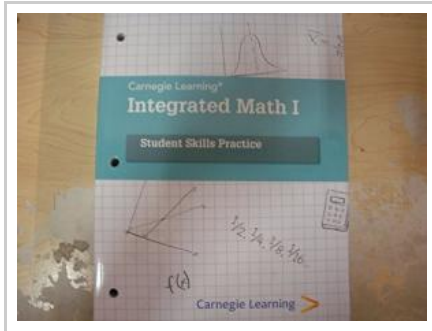 Carnegie Learning®
Integrated Math I
Student Skills Practice
1/2, 1/4, 1/8, 1/16
f(x)
Carnegie Learning